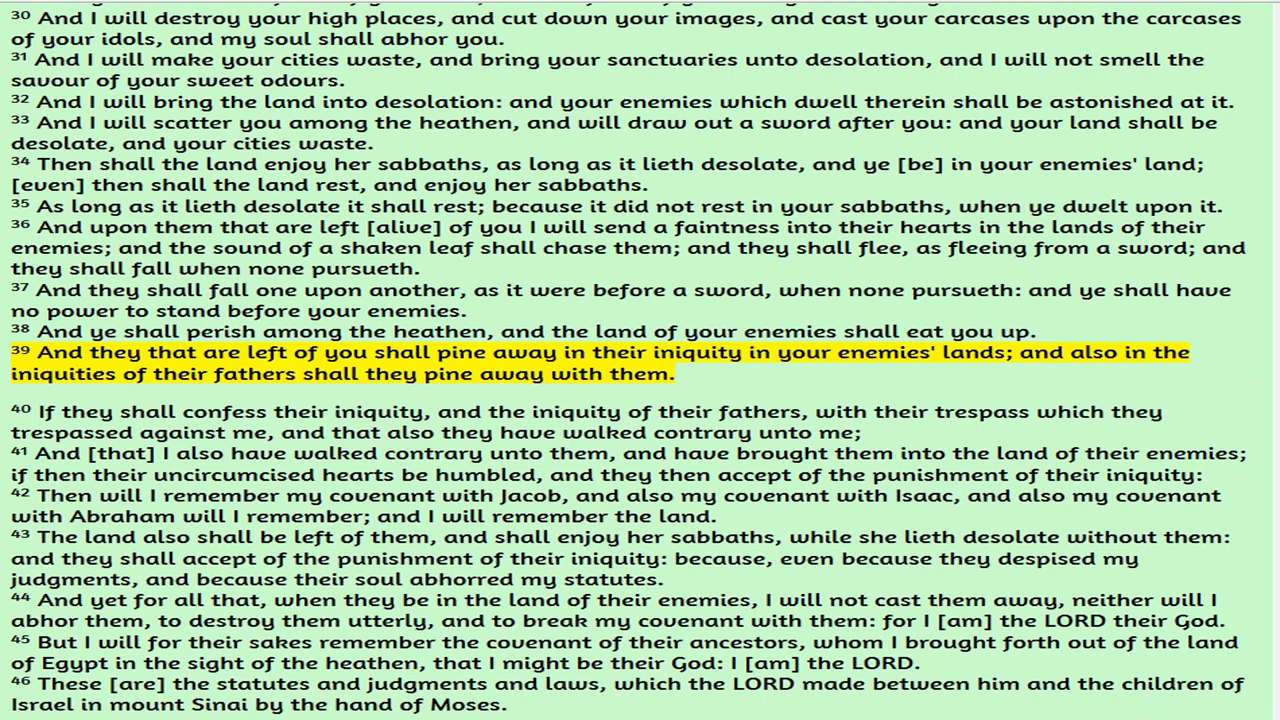 ³⁰ And I will destroy your high places, and cut down your images, and cast your carcases upon the carcases
of your idols, and my soul shall abhor you.
³¹ And I will make your cities waste, and bring your sanctuaries unto desolation, and I will not smell the
savour of your sweet odours.
³² And I will bring the land into desolation: and your enemies which dwell therein shall be astonished at it.
³³ And I will scatter you among the heathen, and will draw out a sword after you: and your land shall be
desolate, and your cities waste.
³⁴ Then shall the land enjoy her sabbaths, as long as it lieth desolate, and ye [be] in your enemies' land;
[even] then shall the land rest, and enjoy her sabbaths.
³⁵ As long as it lieth desolate it shall rest; because it did not rest in your sabbaths, when ye dwelt upon it.
³⁶ And upon them that are left [alive] of you I will send a faintness into their hearts in the lands of their
enemies; and the sound of a shaken leaf shall chase them; and they shall flee, as fleeing from a sword; and
they shall fall when none pursueth.
³⁷ And they shall fall one upon another, as it were before a sword, when none pursueth: and ye shall have
no power to stand before your enemies.
³⁸ And ye shall perish among the heathen, and the land of your enemies shall eat you up.
³⁹ And they that are left of you shall pine away in their iniquity in your enemies' lands; and also in the
iniquities of their fathers shall they pine away with them.
⁴⁰ If they shall confess their iniquity, and the iniquity of their fathers, with their trespass which they
trespassed against me, and that also they have walked contrary unto me;
⁴¹ And [that] I also have walked contrary unto them, and have brought them into the land of their enemies;
if then their uncircumcised hearts be humbled, and they then accept of the punishment of their iniquity:
⁴² Then will I remember my covenant with Jacob, and also my covenant with Isaac, and also my covenant
with Abraham will I remember; and I will remember the land.
⁴³ The land also shall be left of them, and shall enjoy her sabbaths, while she lieth desolate without them:
and they shall accept of the punishment of their iniquity: because, even because they despised my
judgments, and because their soul abhorred my statutes.
⁴⁴ And yet for all that, when they be in the land of their enemies, I will not cast them away, neither will I
abhor them, to destroy them utterly, and to break my covenant with them: for I [am] the LORD their God.
⁴⁵ But I will for their sakes remember the covenant of their ancestors, whom I brought forth out of the land
of Egypt in the sight of the heathen, that I might be their God: I [am] the LORD.
⁴⁶ These [are] the statutes and judgments and laws, which the LORD made between him and the children of
Israel in mount Sinai by the hand of Moses.